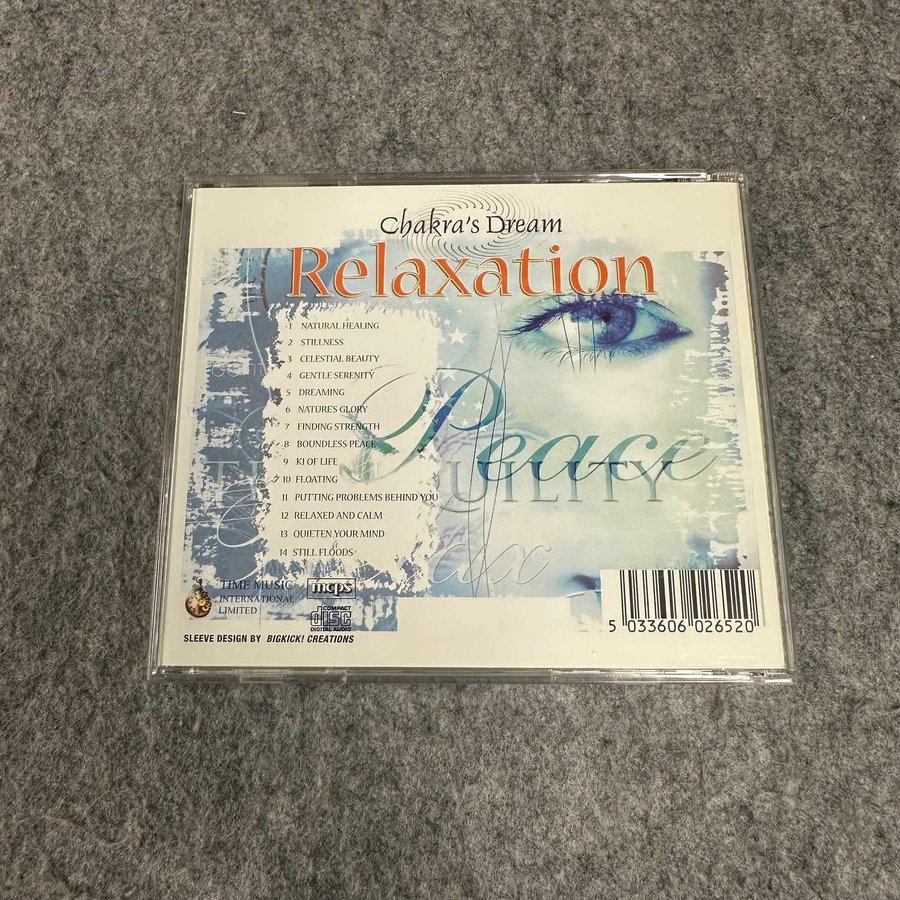 Chakra's Dream
Relaxation
1 NATURAL HEALING
2 STILLNESS
3 CELESTIAL BEAUTY
4 GENTLE SERENITY
5 DREAMING
6 NATURE'S GLORY
7 FINDING STRENGTH
8 BOUNDLESS PEACE
9 KI OF LIFE
10 FLOATING
11 PUTTING PROBLEMS BEHIND YOU
12 RELAXED AND CALM
13 QUIETEN YOUR MIND
14 STILL FLOODS
Peace
UILITY
TIME MUSIC
INTERNATIONAL
LIMITED
mcps
COMPACT
disc
DIGITAL AUDIO
SLEEVE DESIGN BY BIGKICK! CREATIONS
5 033606 026520